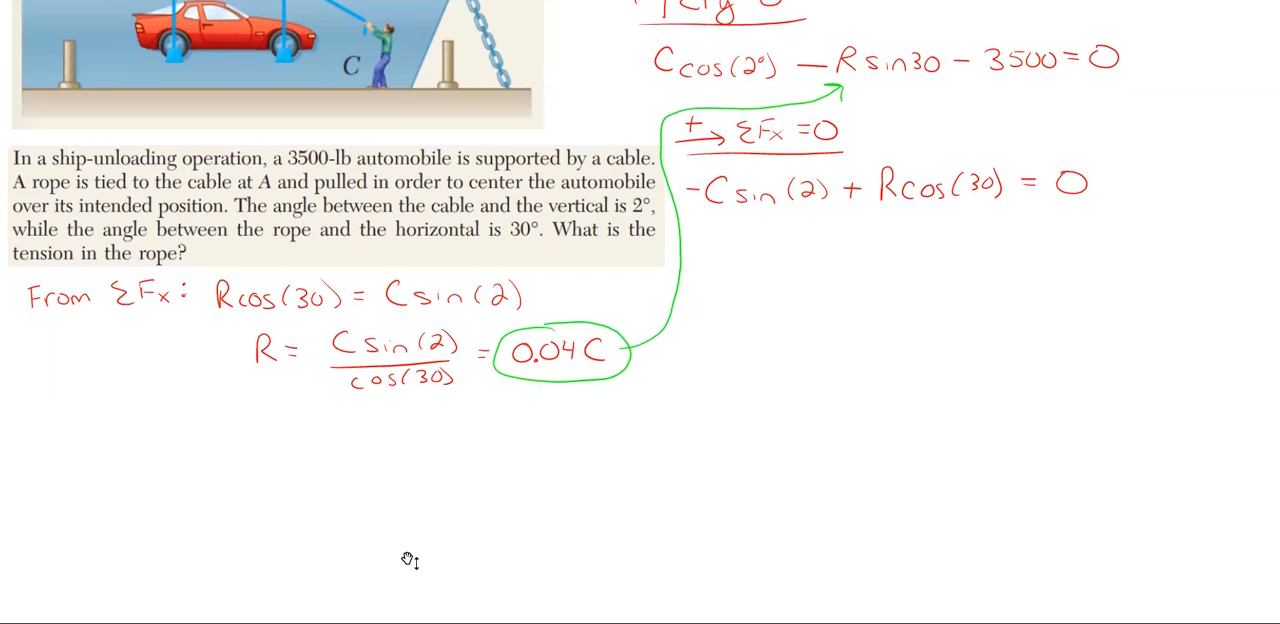 C
In a ship-unloading operation, a 3500-lb automobile is supported by a cable.
A rope is tied to the cable at A and pulled in order to center the automobile
over its intended position. The angle between the cable and the vertical is 2°,
while the angle between the rope and the horizontal is 30°. What is the
tension in the rope?
From ΣFx: Rcos(30) = Csin(2)
R = Csin(2)/cos(30) = 0.04C
Ccos(2°) - Rsin30 - 3500 = 0
+→ ΣFx = 0
-Csin(2) + Rcos(30) = 0